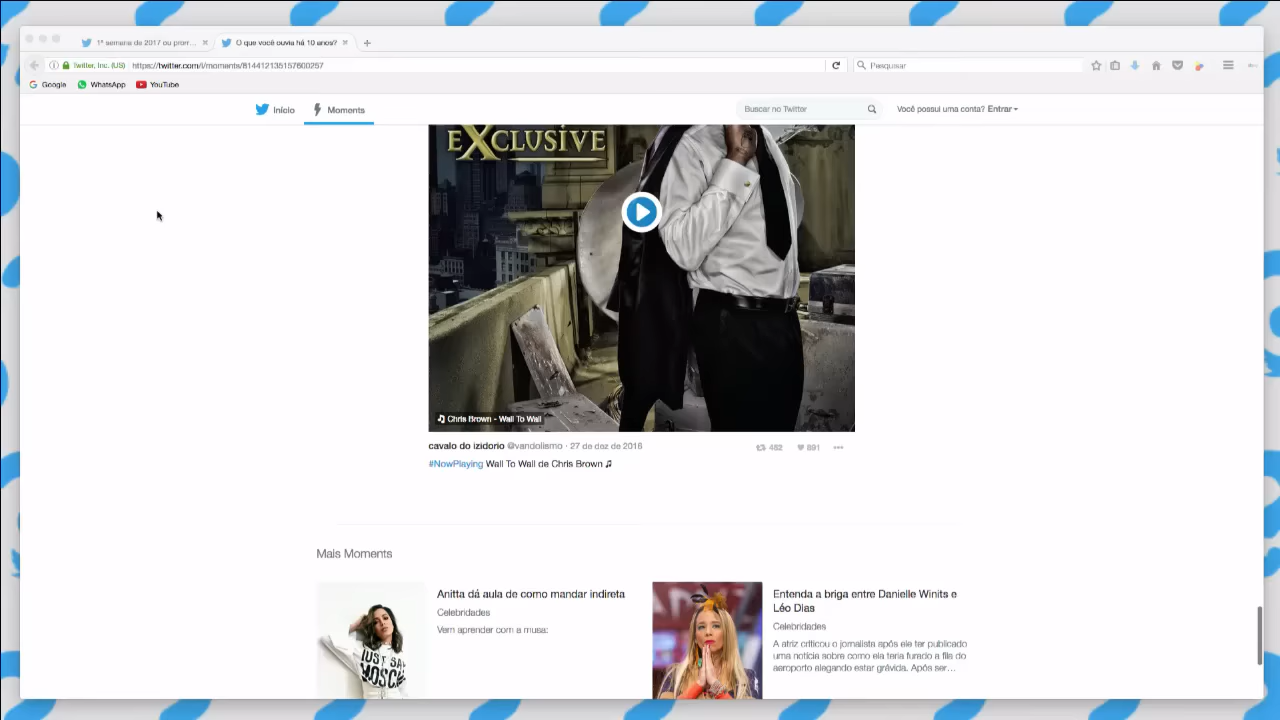 1ª semana de 2017 ou prorr...
O que você ouvia há 10 anos?
Twitter, Inc. (US)
https://twitter.com/i/moments/814412135157600257
Pesquisar
Google
WhatsApp
YouTube
Início
Moments
Buscar no Twitter
Você possui uma conta? Entrar
EXCLUSIVE
Chris Brown - Wall To Wall
cavalo do izidorio @vandolismo · 27 de dez de 2016
482
891
#NowPlaying Wall To Wall de Chris Brown
Mais Moments
Anitta dá aula de como mandar indireta
Celebridades
Vem aprender com a musa:
JUST SA
MOSC
Entenda a briga entre Danielle Winits e
Léo Dias
Celebridades
A atriz criticou o jornalista após ele ter publicado
uma notícia sobre como ela teria furado a fila do
aeroporto alegando estar grávida. Após ser...